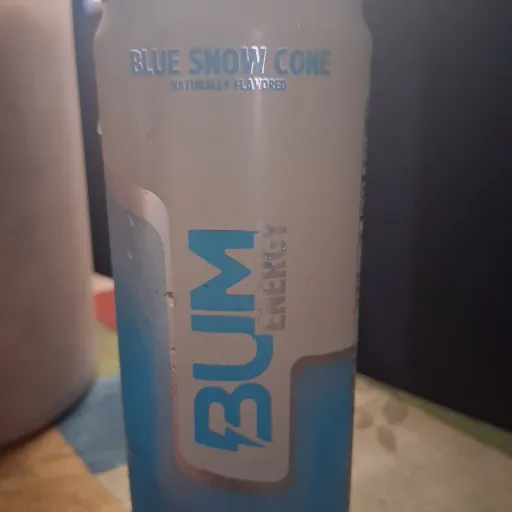 BLUE SNOW CONE
NATURALLY FLAVORED
BUM
ENERGY